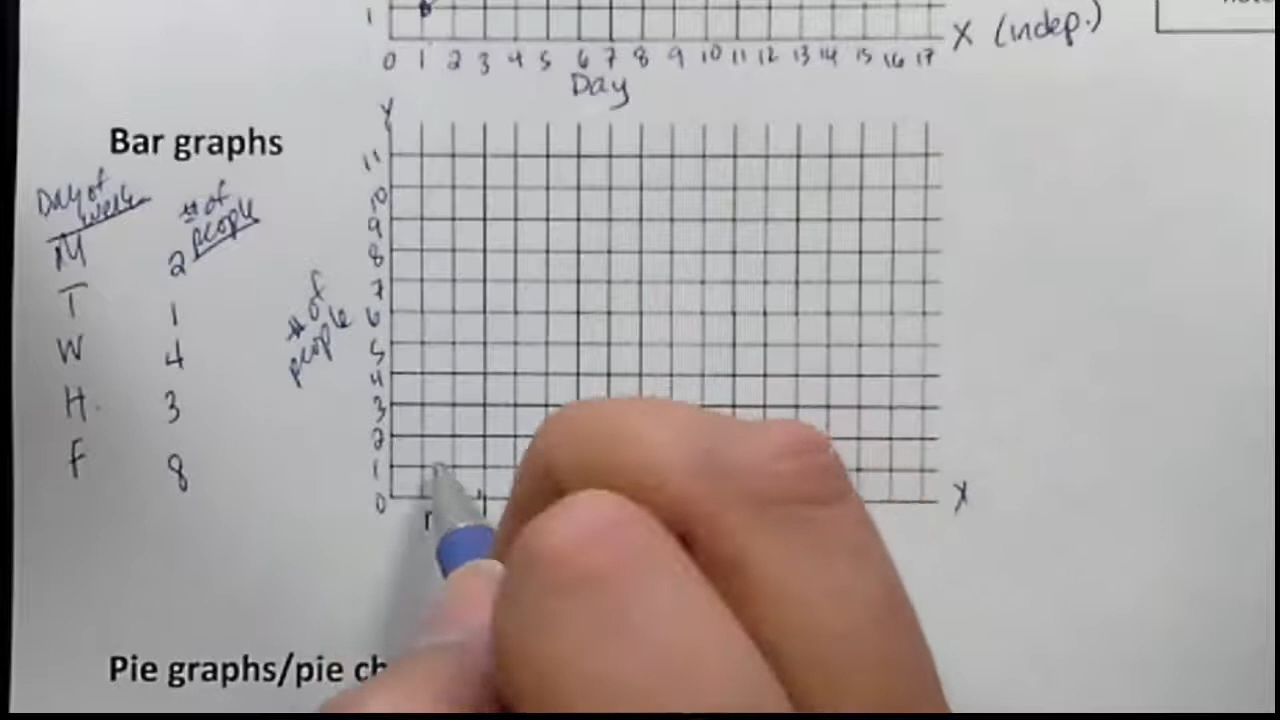 1
X (indep.)
0 1 2 3 4 5 6 7 8 9 10 11 12 13 14 15 16 17
Day
Y
Bar graphs
Day of week
# of people
M 2
T 1
W 4
H. 3
F 8
# of people
11
10
9
8
7
6
5
4
3
2
1
0
X
Pie graphs/pie